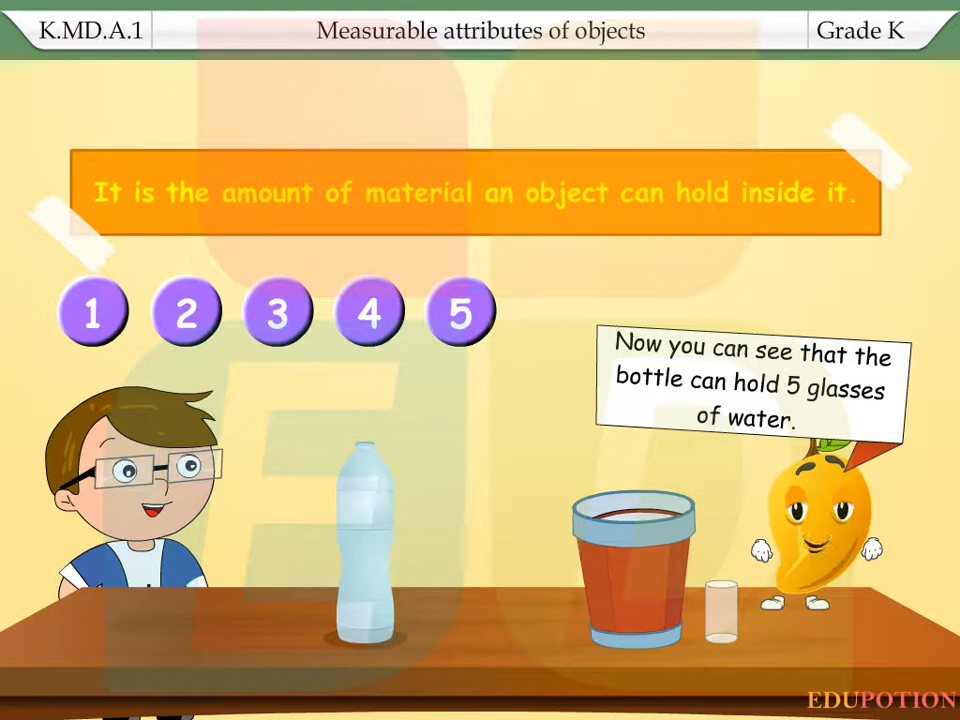 K.MD.A.1
Measurable attributes of objects
Grade K
It is the amount of material an object can hold inside it.
1 2 3 4 5
Now you can see that the
bottle can hold 5 glasses
of water.
EDUPOTION